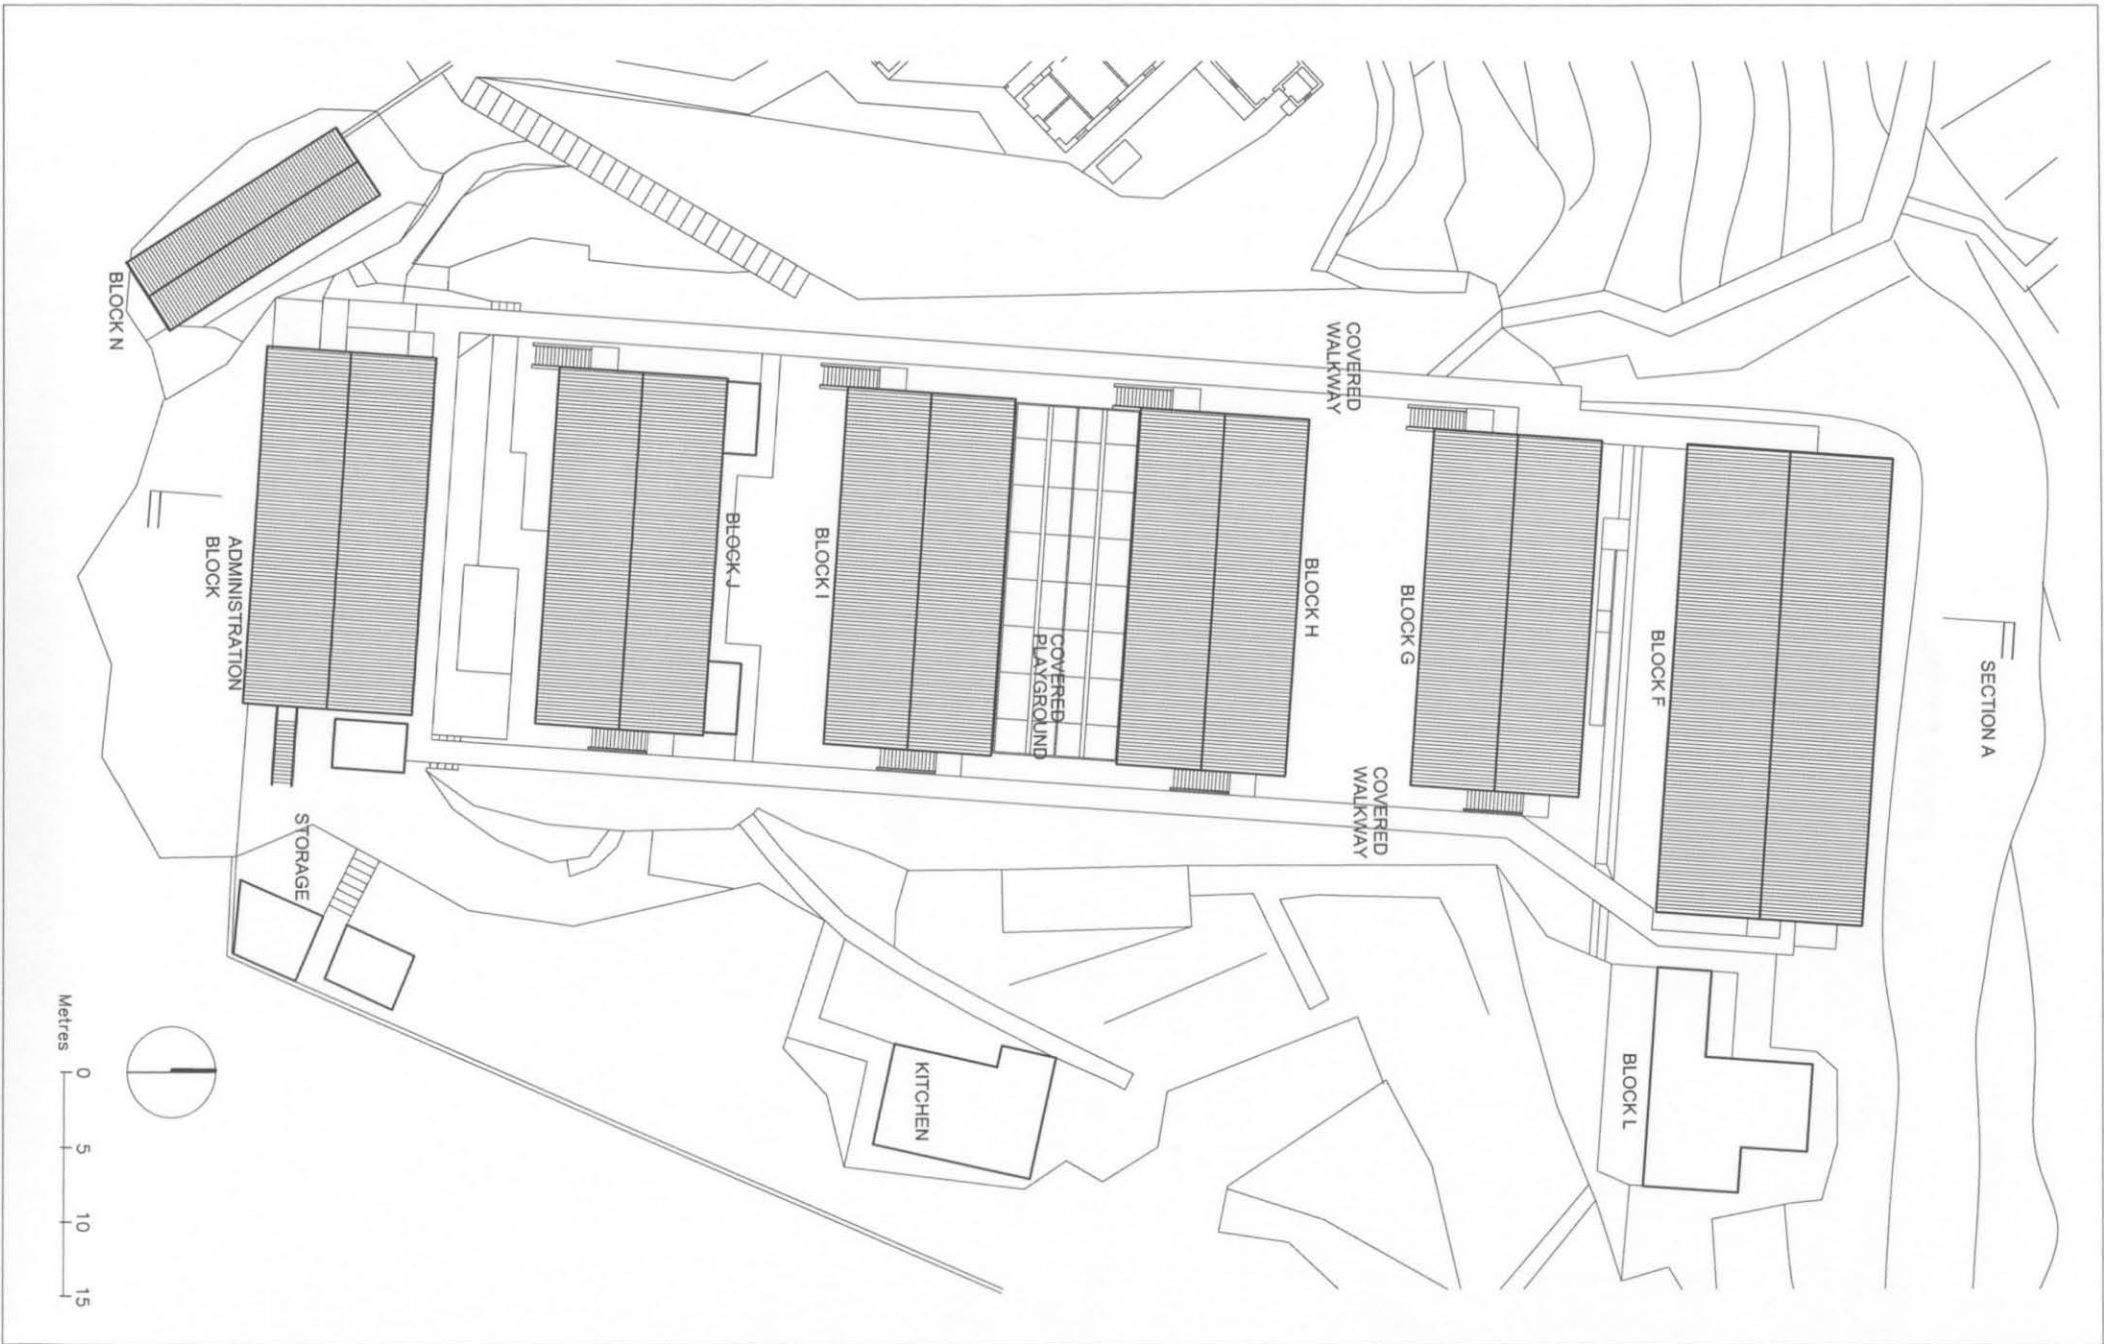 BLOCK N
ADMINISTRATION
BLOCK
STORAGE
BLOCK J
BLOCK I
COVERED
PLAYGROUND
KITCHEN
BLOCK H
COVERED
WALKWAY
COVERED
WALKWAY
BLOCK G
BLOCK F
BLOCK L
SECTION A
Metres
0
5
10
15